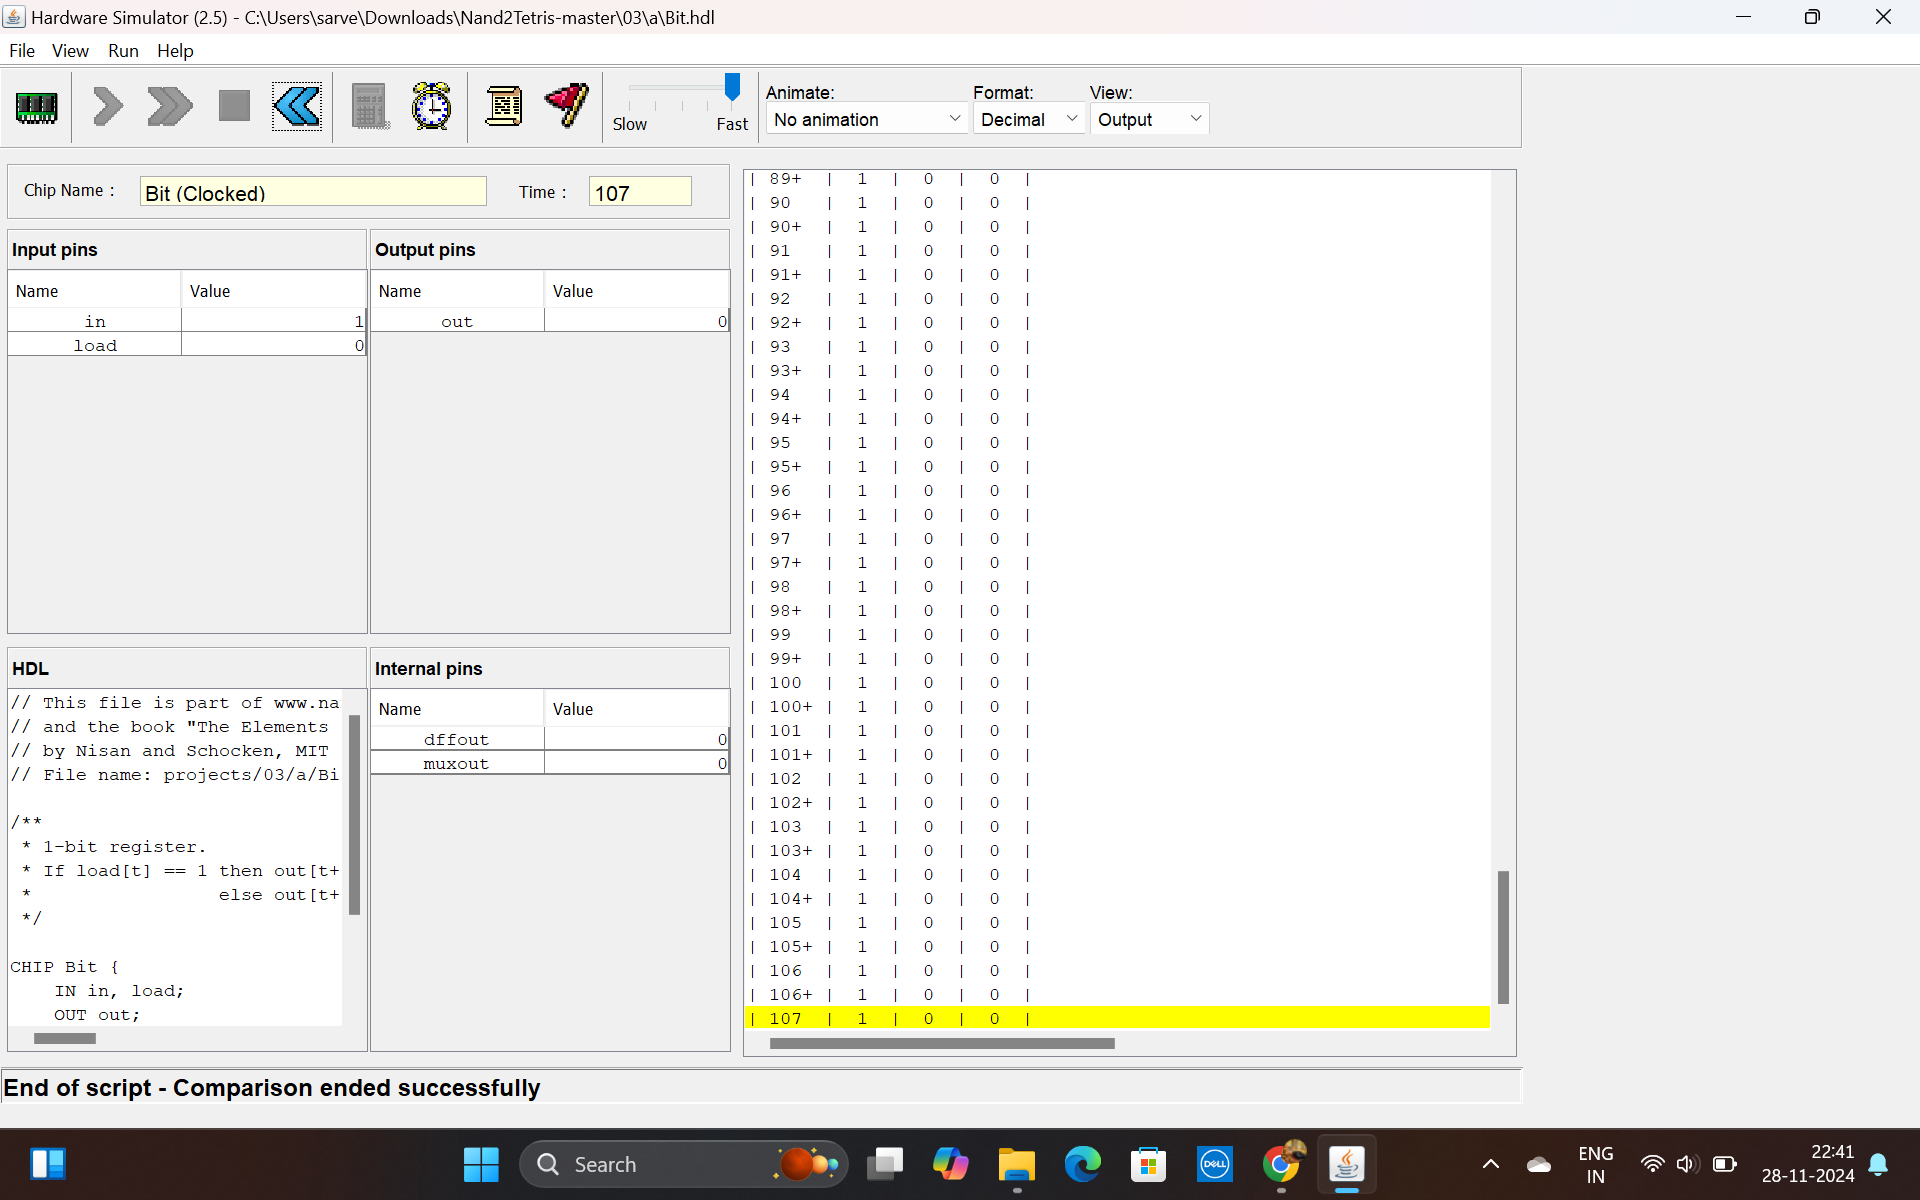 Hardware Simulator (2.5) - C:\Users\sarve\Downloads\Nand2Tetris-master\03\a\Bit.hdl
File View Run Help
Slow Fast
Animate: Format: View:
No animation Decimal Output
Chip Name : Bit (Clocked) Time : 107
Input pins
Name Value
in 1
load 0
Output pins
Name Value
out 0
HDL
// This file is part of www.na
// and the book "The Elements
// by Nisan and Schocken, MIT
// File name: projects/03/a/Bi
/**
* 1-bit register.
* If load[t] == 1 then out[t+
* else out[t+
*/
CHIP Bit {
IN in, load;
OUT out;
Internal pins
Name Value
dffout 0
muxout 0
| 89+ | 1 | 0 | 0 |
| 90 | 1 | 0 | 0 |
| 90+ | 1 | 0 | 0 |
| 91 | 1 | 0 | 0 |
| 91+ | 1 | 0 | 0 |
| 92 | 1 | 0 | 0 |
| 92+ | 1 | 0 | 0 |
| 93 | 1 | 0 | 0 |
| 93+ | 1 | 0 | 0 |
| 94 | 1 | 0 | 0 |
| 94+ | 1 | 0 | 0 |
| 95 | 1 | 0 | 0 |
| 95+ | 1 | 0 | 0 |
| 96 | 1 | 0 | 0 |
| 96+ | 1 | 0 | 0 |
| 97 | 1 | 0 | 0 |
| 97+ | 1 | 0 | 0 |
| 98 | 1 | 0 | 0 |
| 98+ | 1 | 0 | 0 |
| 99 | 1 | 0 | 0 |
| 99+ | 1 | 0 | 0 |
| 100 | 1 | 0 | 0 |
| 100+ | 1 | 0 | 0 |
| 101 | 1 | 0 | 0 |
| 101+ | 1 | 0 | 0 |
| 102 | 1 | 0 | 0 |
| 102+ | 1 | 0 | 0 |
| 103 | 1 | 0 | 0 |
| 103+ | 1 | 0 | 0 |
| 104 | 1 | 0 | 0 |
| 104+ | 1 | 0 | 0 |
| 105 | 1 | 0 | 0 |
| 105+ | 1 | 0 | 0 |
| 106 | 1 | 0 | 0 |
| 106+ | 1 | 0 | 0 |
| 107 | 1 | 0 | 0 |
End of script - Comparison ended successfully
Search
DELL
ENG
IN
22:41
28-11-2024